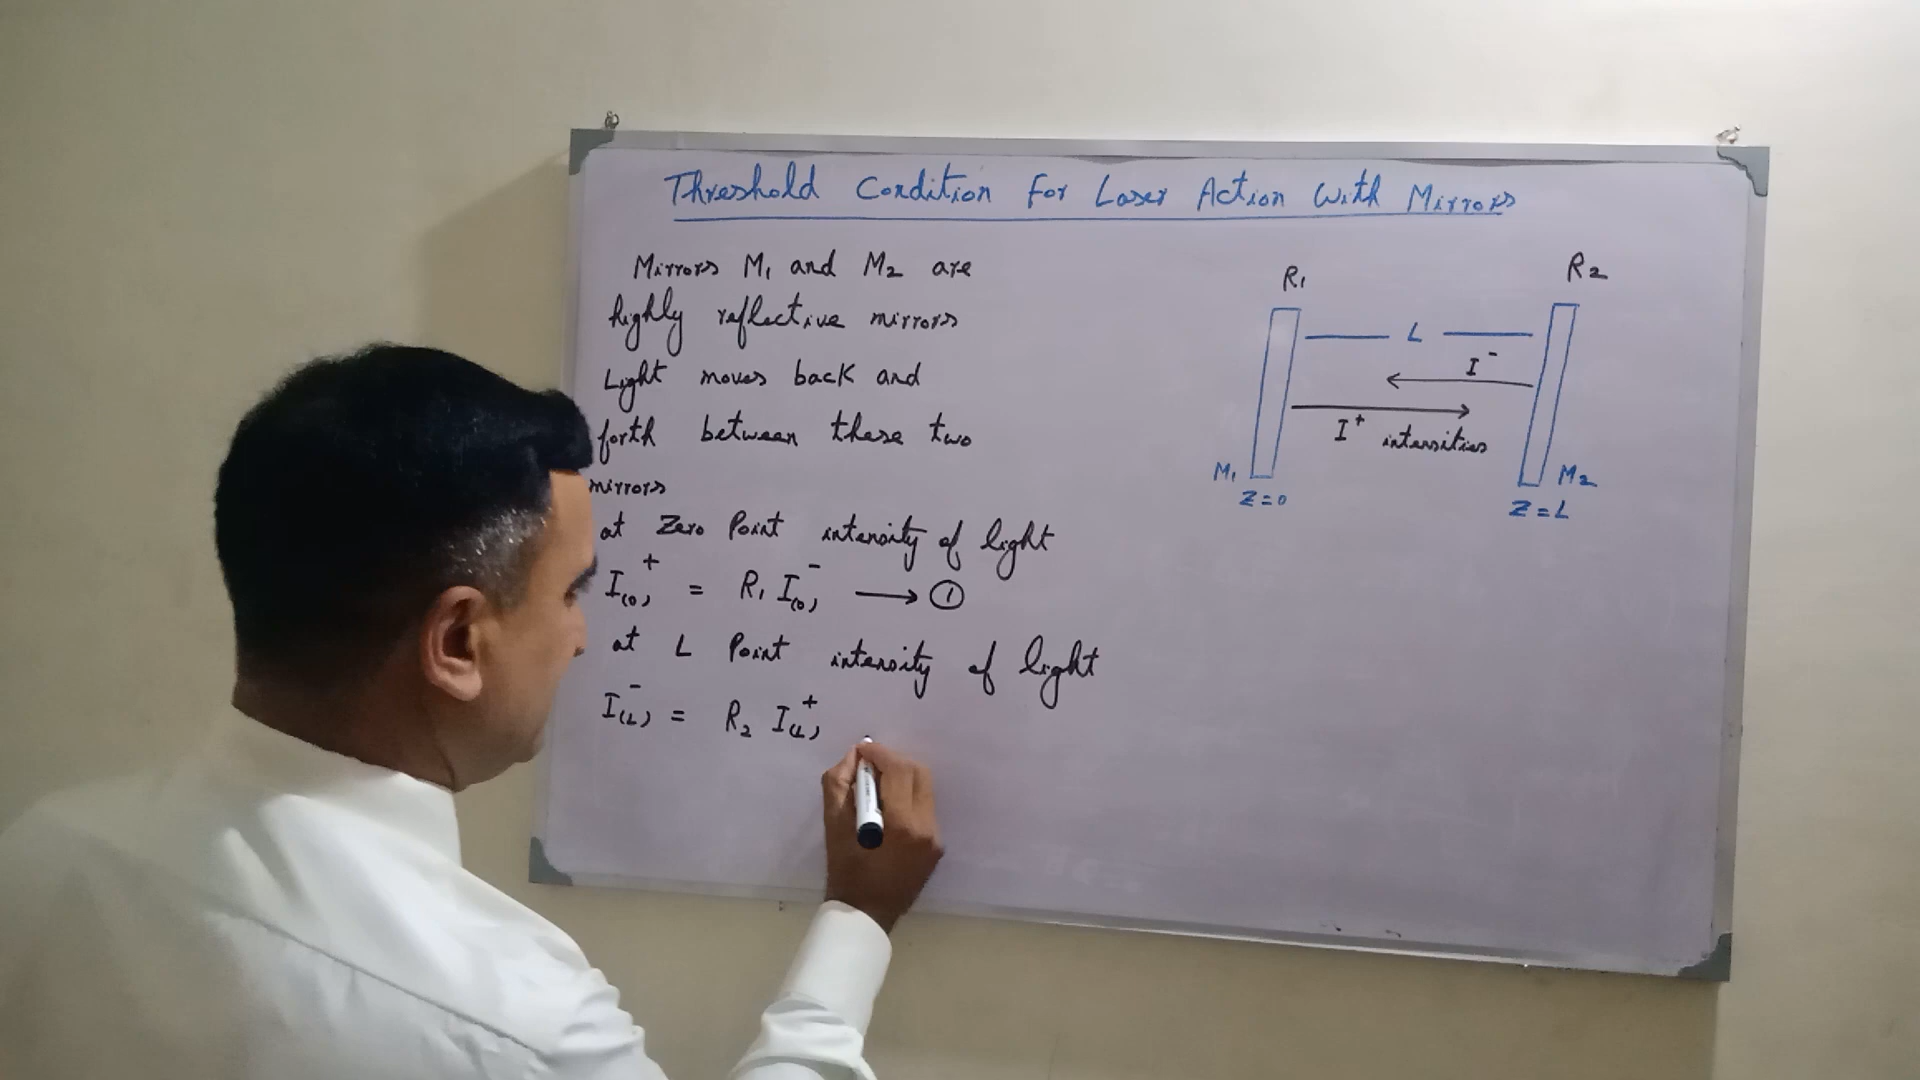 Threshold Condition For Laser Action With Mirrors
Mirrors M₁ and M₂ are
highly reflective mirrors
Light moves back and
forth between these two
mirrors
at Zero Point intensity of light
I₍₀₎⁺ = R₁ I₍₀₎⁻ → ①
at L Point intensity of light
I₍L₎⁻ = R₂ I₍L₎⁺
R₁
R₂
L
I⁻
I⁺ intensities
M₁
M₂
Z=0
Z=L